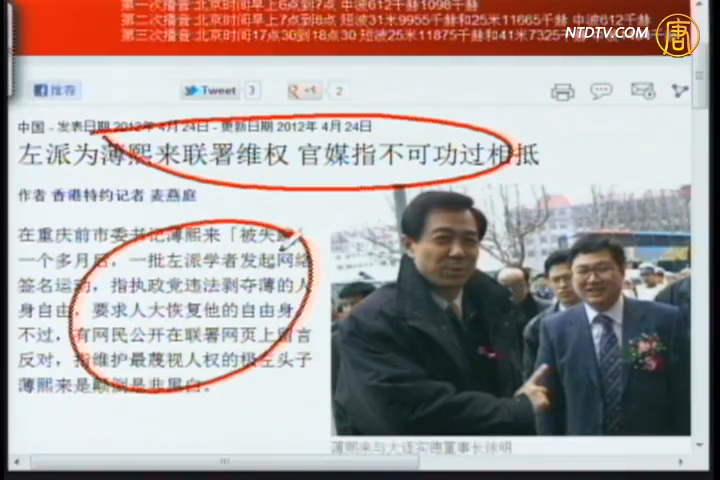 第一次播音:北京时间早上6点到7点 中波612千赫1098千赫
第二次播音:北京时间早上7点到8点 短波31米9955千赫和25米11665千赫 中波612千赫
第三次播音:北京时间17点30到18点30 短波25米11875千赫和41米7325千赫
NTDTV.COM
唐
推荐
Tweet
3
+1
2
中国 - 发表日期 2012年 4月 24日 - 更新日期 2012年 4月 24日
左派为薄熙来联署维权 官媒指不可功过相抵
作者 香港特约记者 麦燕庭
在重庆前市委书记薄熙来「被失踪」
一个多月后，一批左派学者发起网络
签名运动，指执政党违法剥夺薄的人
身自由，要求人大恢复他的自由身。
不过，有网民公开在联署网页上留言
反对，指维护最蔑视人权的极左头子
薄熙来是颠倒是非黑白。
薄熙来与大连实德董事长徐明